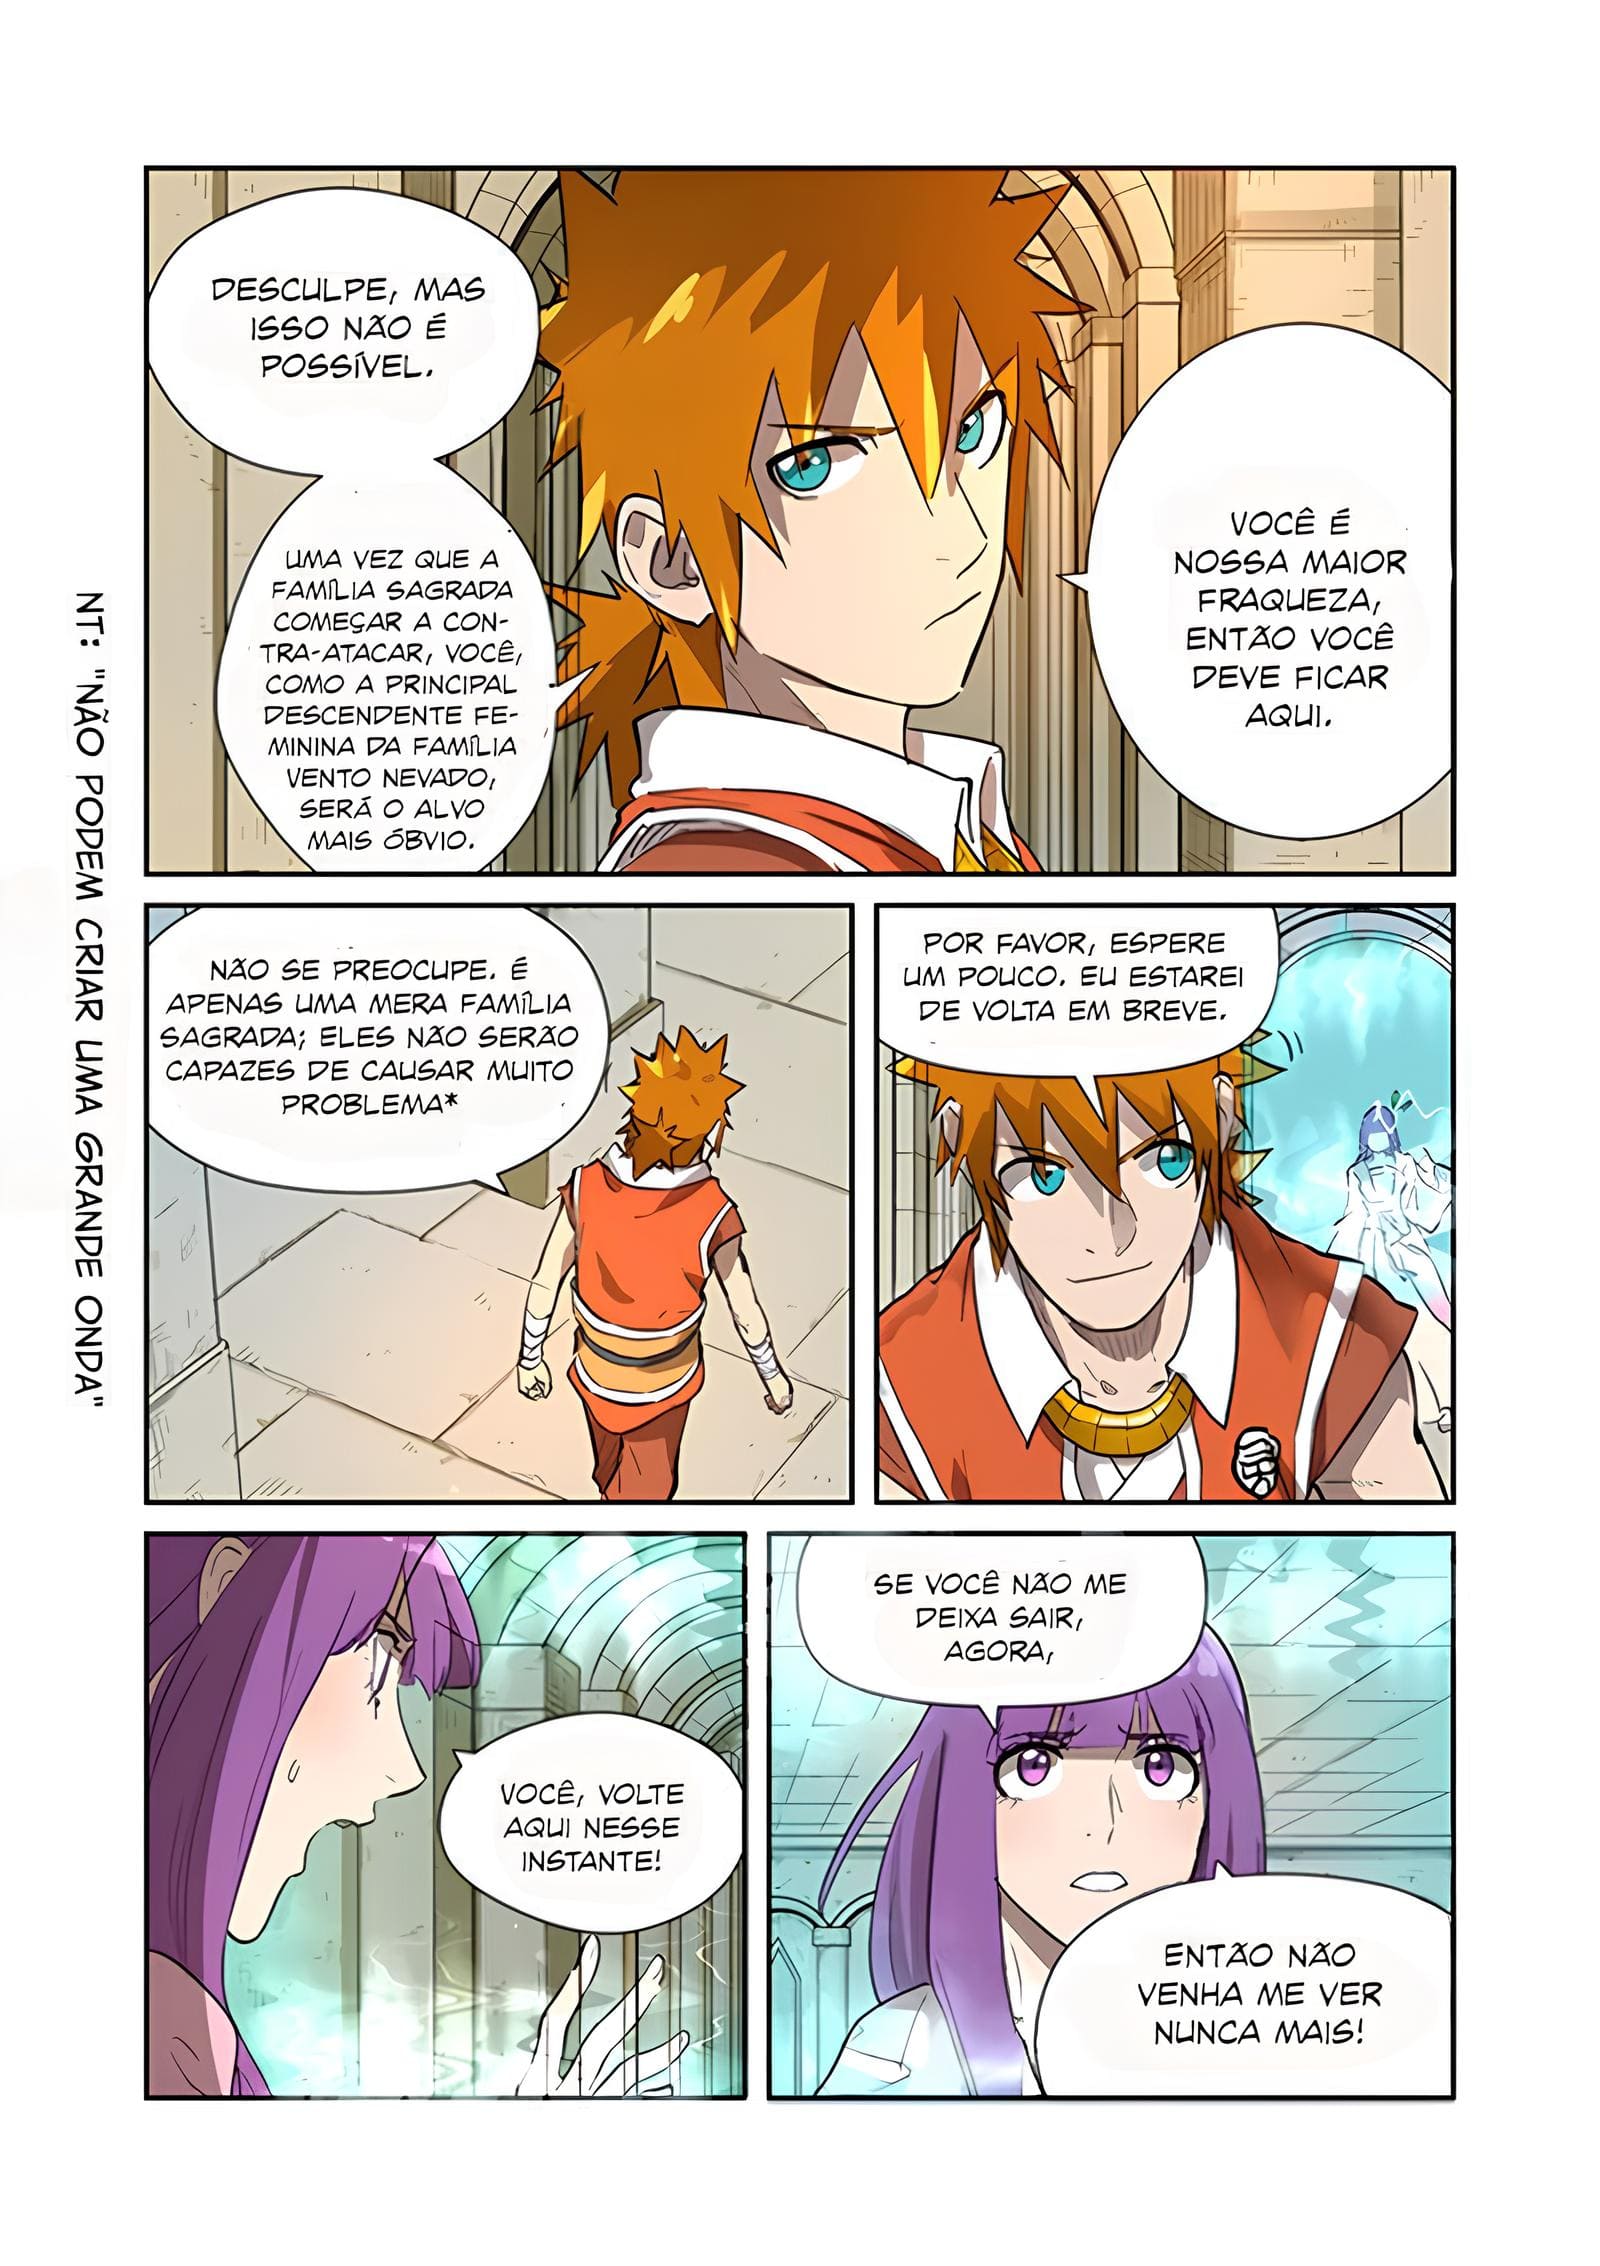 DESCULPE, MAS
ISSO NÃO É
POSSÍVEL.
UMA VEZ QUE A
FAMÍLIA SAGRADA
COMEÇAR A CON-
TRA-ATACAR, VOCÊ,
COMO A PRINCIPAL
DESCENDENTE FE-
MININA DA FAMÍLIA
VENTO NEVADO,
SERÁ O ALVO
MAIS ÓBVIO.
VOCÊ É
NOSSA MAIOR
FRAQUEZA,
ENTÃO VOCÊ
DEVE FICAR
AQUI.
NÃO SE PREOCUPE. É
APENAS UMA MERA FAMÍLIA
SAGRADA; ELES NÃO SERÃO
CAPAZES DE CAUSAR MUITO
PROBLEMA*
NT: "NÃO PODEM CRIAR UMA GRANDE ONDA"
POR FAVOR, ESPERE
UM POUCO. EU ESTAREI
DE VOLTA EM BREVE.
VOCÊ, VOLTE
AQUI NESSE
INSTANTE!
SE VOCÊ NÃO ME
DEIXA SAIR,
AGORA,
ENTÃO NÃO
VENHA ME VER
NUNCA MAIS!